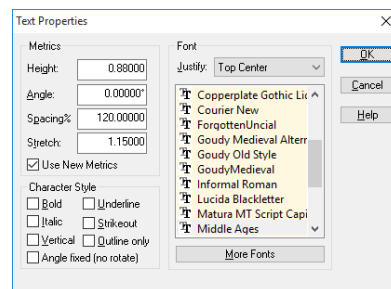 Text Properties
Metrics
Height: 0.88000
Angle: 0.00000°
Spacing% 120.00000
Stretch: 1.15000
Use New Metrics
Character Style
Bold Underline
Italic Strikeout
Vertical Outline only
Angle fixed (no rotate)
Font
Justify: Top Center
Copperplate Gothic Lig
Courier New
ForgottenUncial
Goudy Medieval Altern
Goudy Old Style
GoudyMedieval
Informal Roman
Lucida Blackletter
Matura MT Script Capi
Middle Ages
More Fonts
OK
Cancel
Help